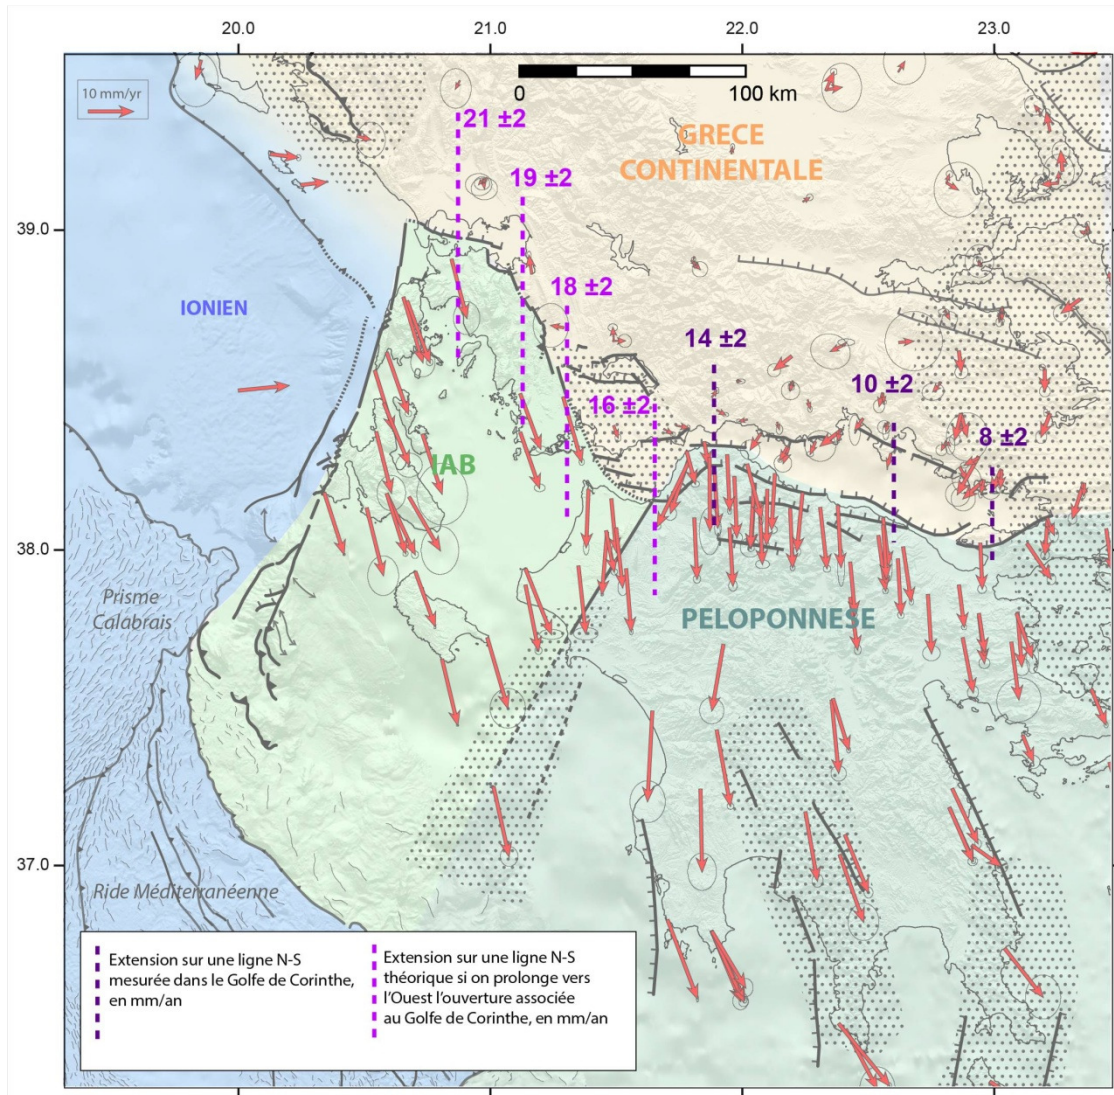 20.0
21.0
22.0
23.0
10 mm/yr
0
100 km
21 ±2
GRECE
CONTINENTALE
19 ±2
39.0
18 ±2
IONIEN
14 ±2
10 ±2
16 ±2
8 ±2
IAB
38.0
Prisme
Calabrais
PELOPONNESE
37.0
Ride Méditerranéenne
Extension sur une ligne N-S
mesurée dans le Golfe de Corinthe,
en mm/an
Extension sur une ligne N-S
théorique si on prolonge vers
l'Ouest l'ouverture associée
au Golfe de Corinthe, en mm/an